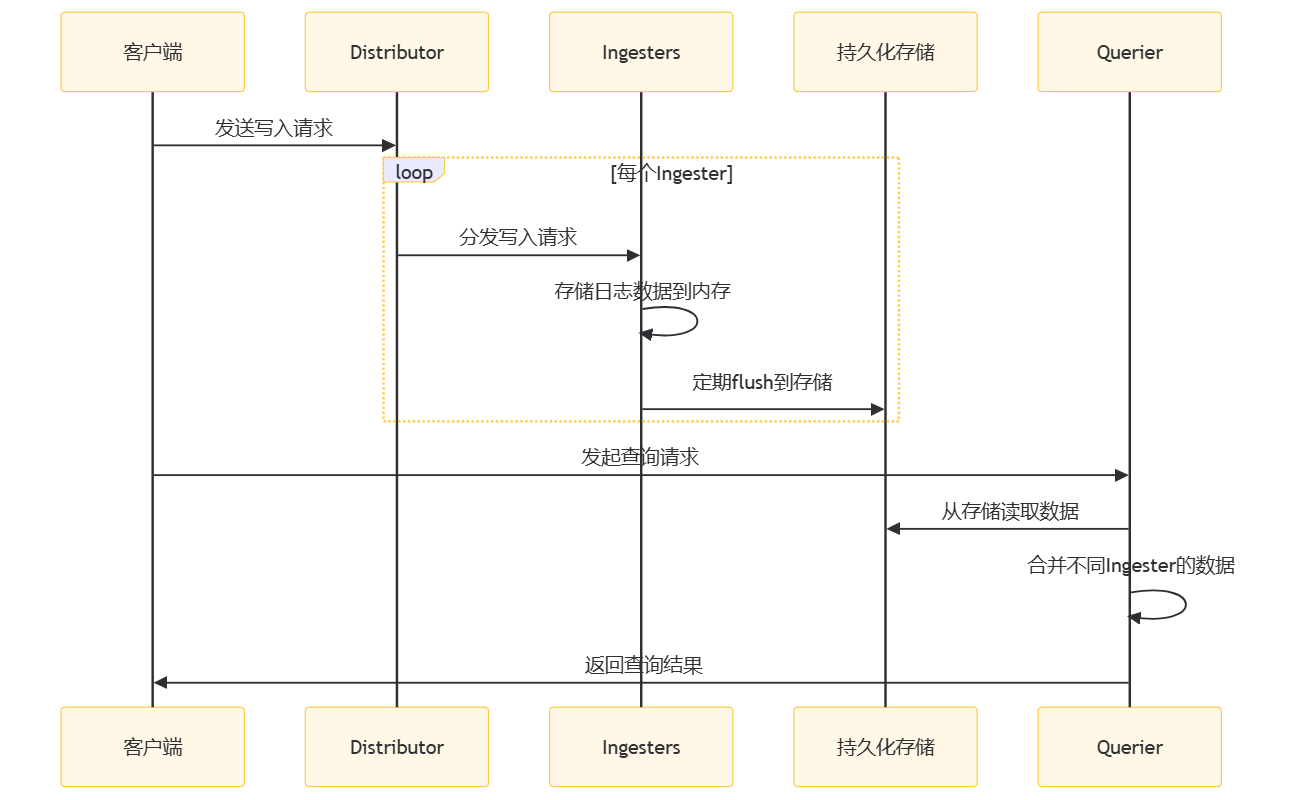 客户端
Distributor
Ingesters
持久化存储
Querier
发送写入请求
loop
[每个Ingester]
分发写入请求
存储日志数据到内存
定期flush到存储
发起查询请求
从存储读取数据
合并不同Ingester的数据
返回查询结果
客户端
Distributor
Ingesters
持久化存储
Querier